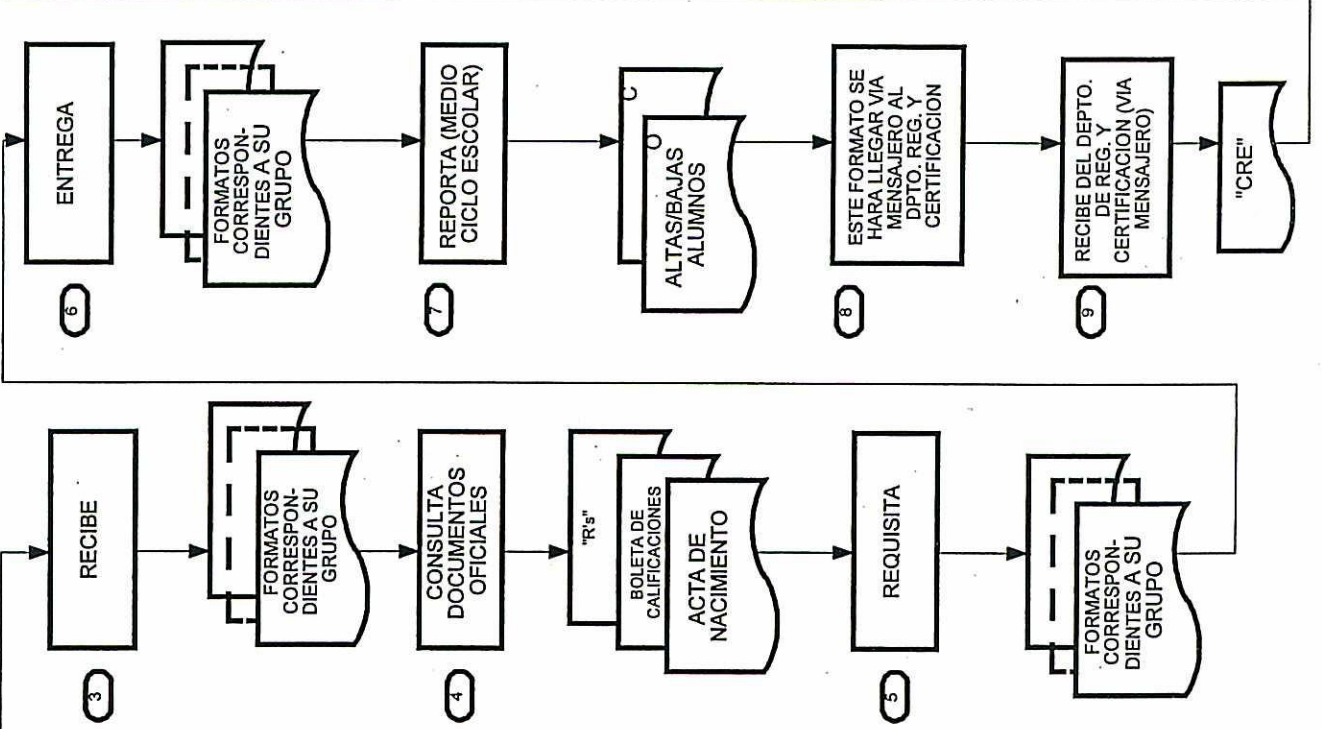 3
RECIBE
FORMATOS
CORRESPON-
DIENTES A SU
GRUPO
4
CONSULTA
DOCUMENTOS
OFICIALES
"R's"
BOLETA DE
CALIFICACIONES
ACTA DE
NACIMIENTO
5
REQUISITA
FORMATOS
CORRESPON-
DIENTES A SU
GRUPO
6
ENTREGA
FORMATOS
CORRESPON-
DIENTES A SU
GRUPO
7
REPORTA (MEDIO
CICLO ESCOLAR)
C
O
ALTAS/BAJAS
ALUMNOS
8
ESTE FORMATO SE
HARA LLEGAR VIA
MENSAJERO AL
DPTO. REG. Y
CERTIFICACION
9
RECIBE DEL DEPTO.
DE REG. Y
CERTIFICACION (VIA
MENSAJERO)
"CRE"